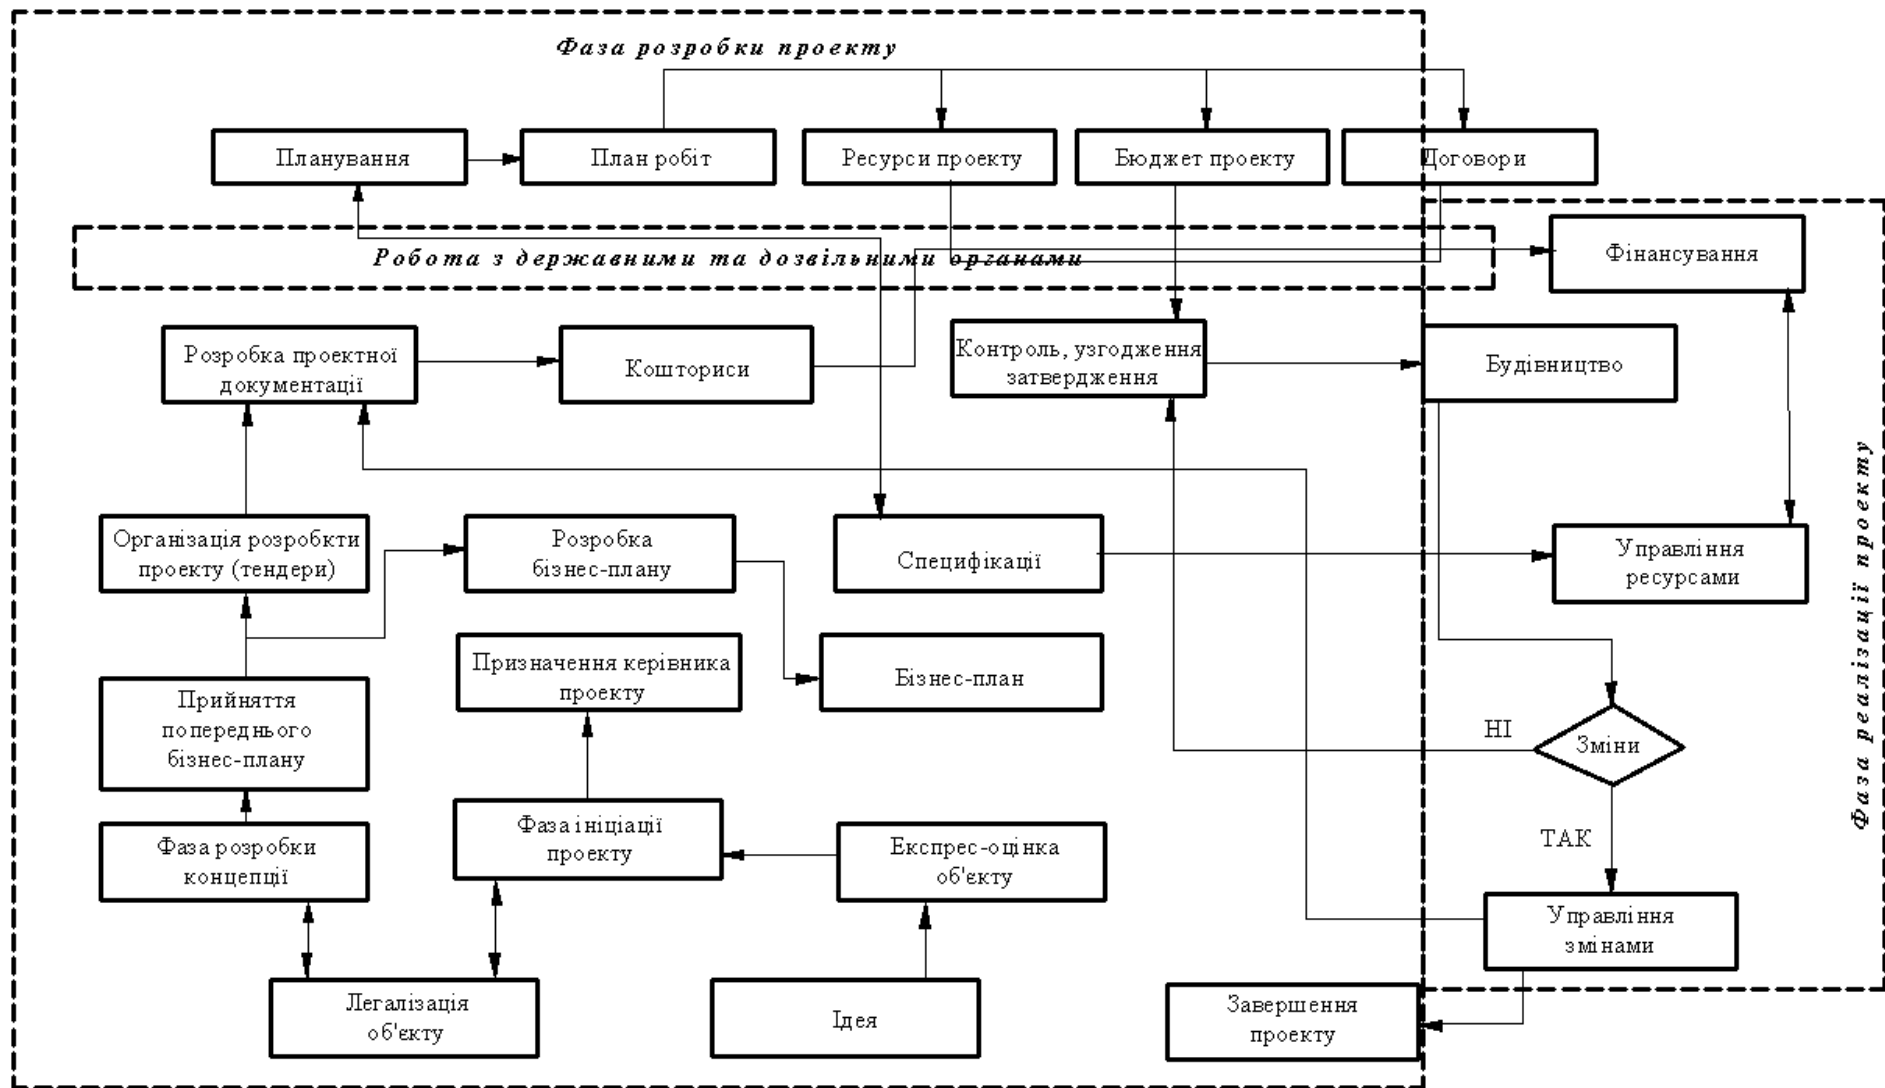 Фаза розробки проекту
Планування
План робіт
Ресурси проекту
Бюджет проекту
Договори
Робота з державними та дозвільними органами
Фінансування
Розробка проектної
документації
Кошториси
Контроль, узгодження
затвердження
Будівництво
Організація розробкти
проекту (тендери)
Розробка
бізнес-плану
Специфікації
Управління
ресурсами
Призначення керівника
проекту
Бізнес-план
Прийняття
попереднього
бізнес-плану
НІ
Зміни
Фаза реалізації проекту
Фаза розробки
концепції
Фаза ініціації
проекту
Експрес-оцінка
об'єкту
ТАК
Управління
змінами
Легалізація
об'єкту
Ідея
Завершення
проекту